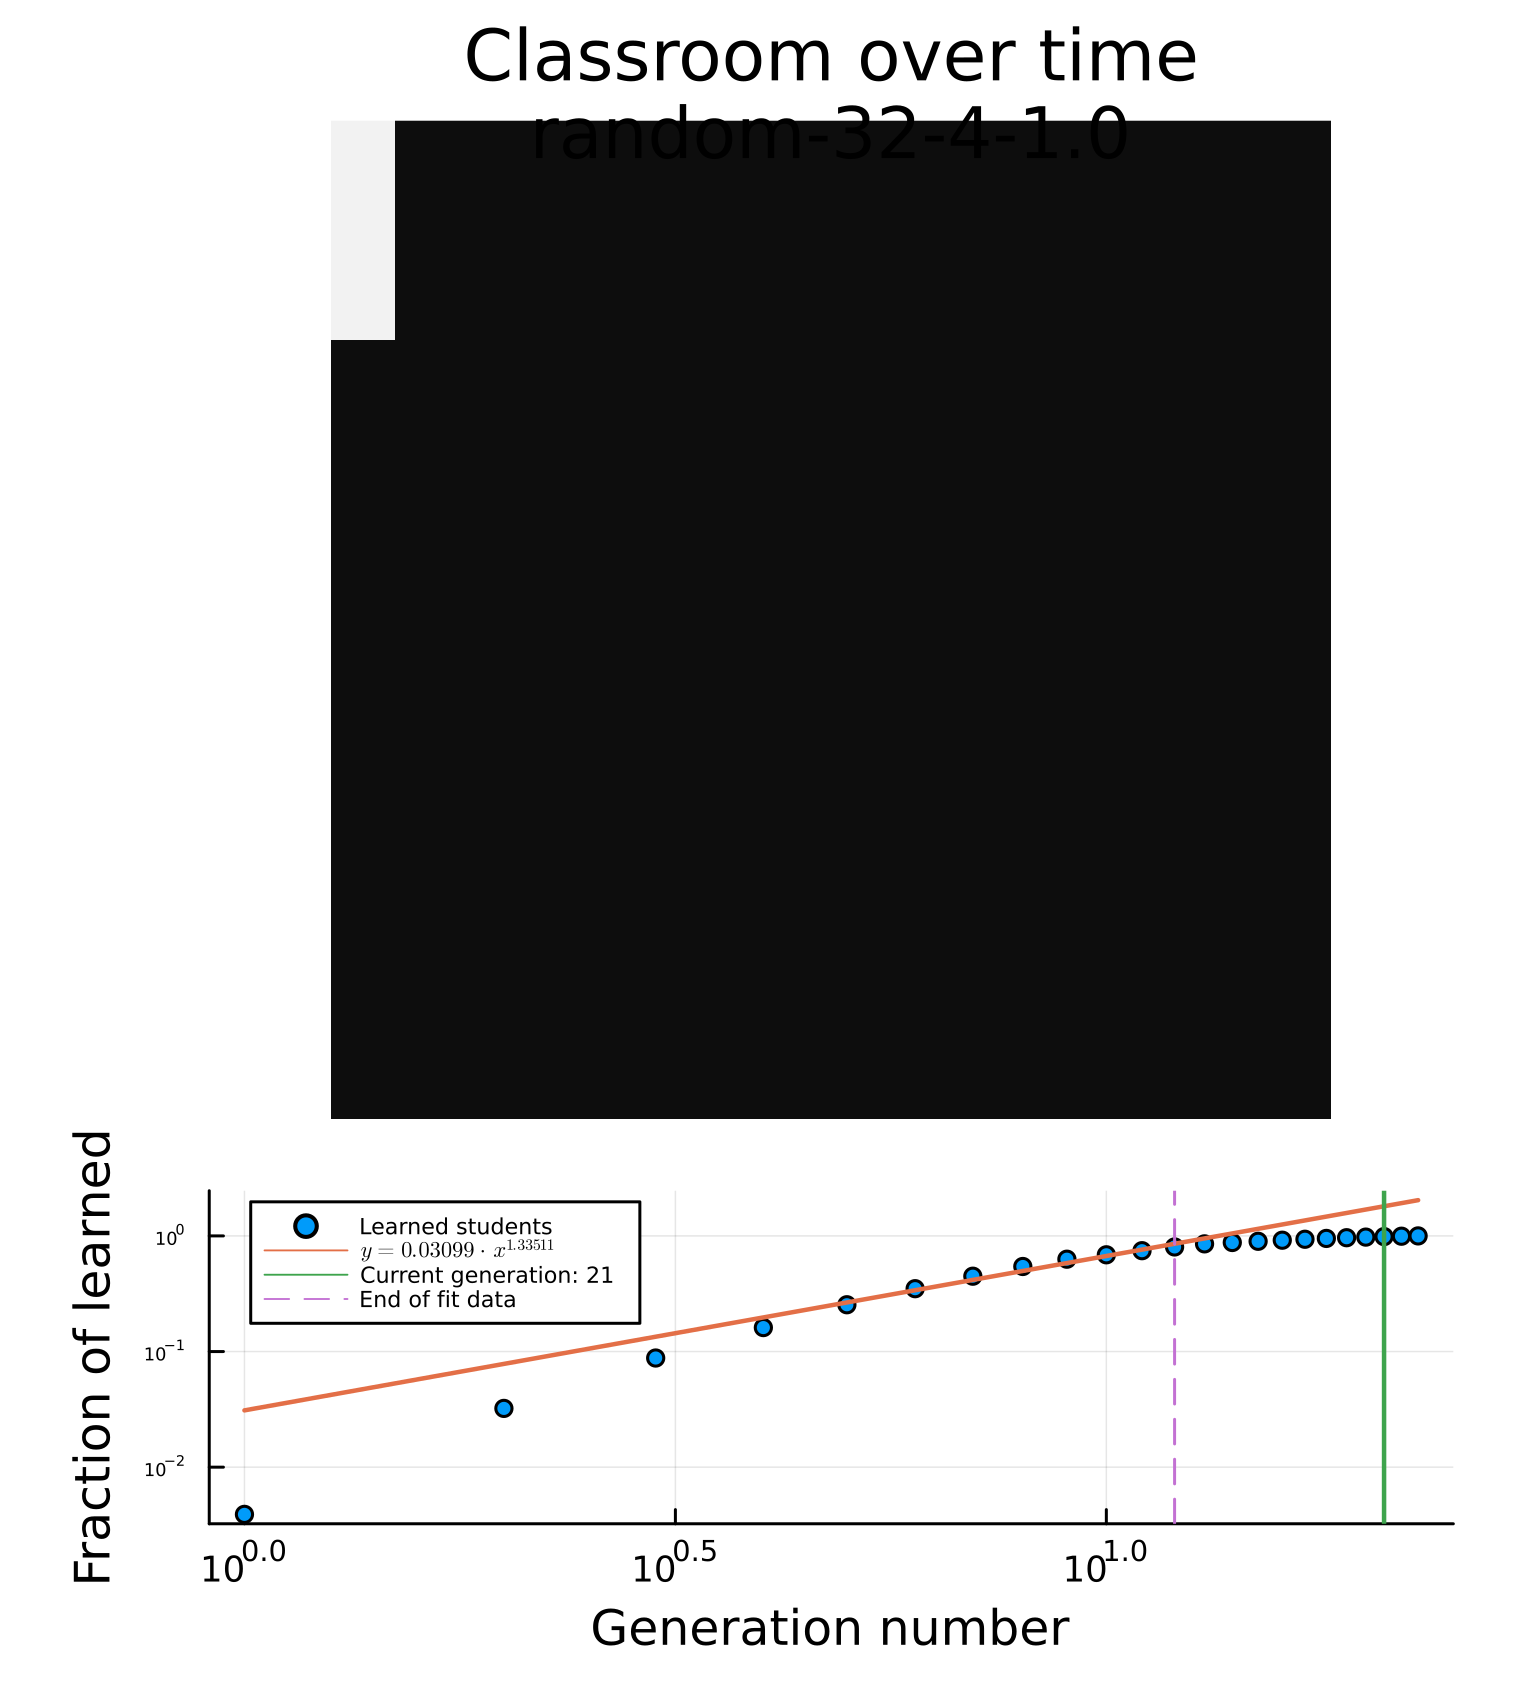 Classroom over time
random-32-4-1.0
Fraction of learned
10^0
10^−1
10^−2
Learned students
y = 0.03099 · x^1.33511
Current generation: 21
End of fit data
10^0.0
10^0.5
10^1.0
Generation number